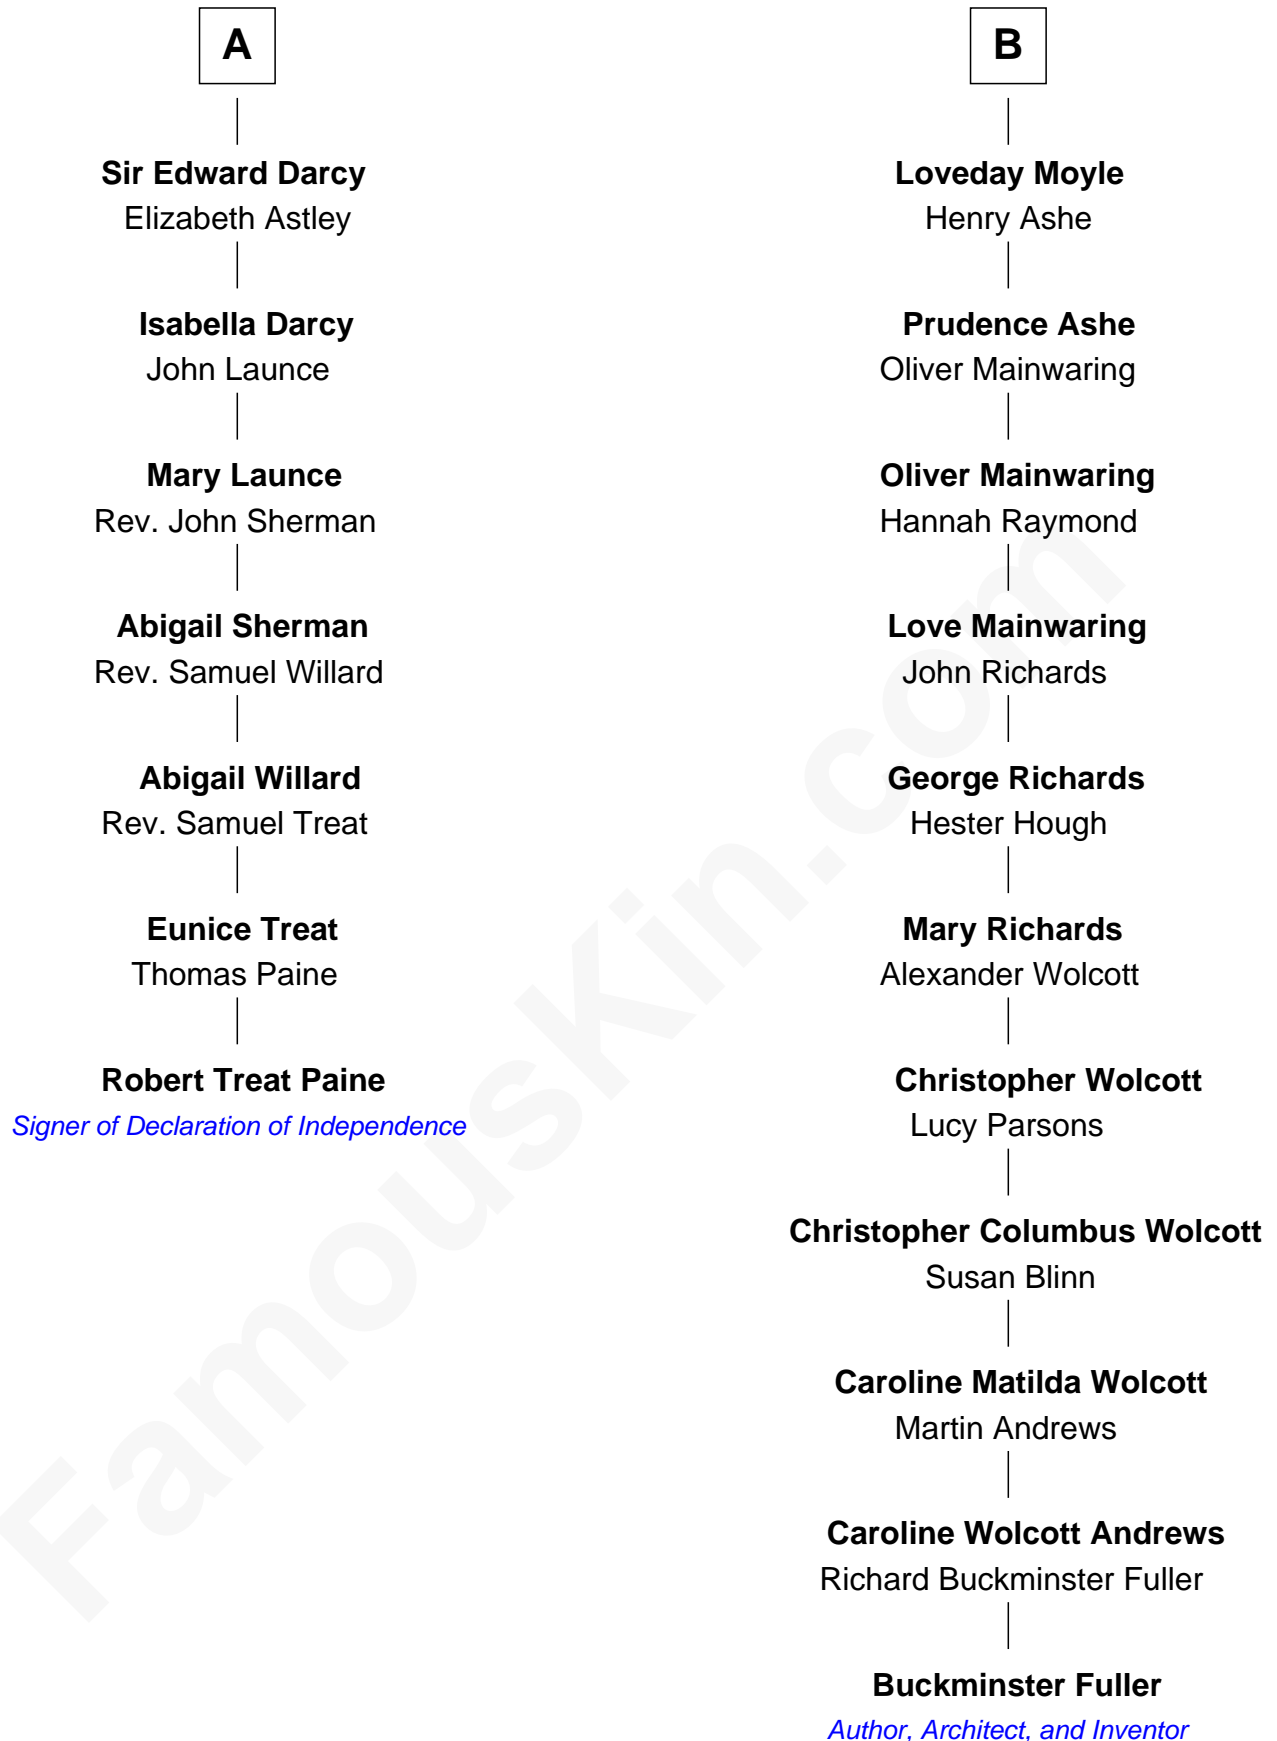 A
Sir Edward Darcy
Elizabeth Astley
Isabella Darcy
John Launce
Mary Launce
Rev. John Sherman
Abigail Sherman
Rev. Samuel Willard
Abigail Willard
Rev. Samuel Treat
Eunice Treat
Thomas Paine
Robert Treat Paine
Signer of Declaration of Independence
B
Loveday Moyle
Henry Ashe
Prudence Ashe
Oliver Mainwaring
Oliver Mainwaring
Hannah Raymond
Love Mainwaring
John Richards
George Richards
Hester Hough
Mary Richards
Alexander Wolcott
Christopher Wolcott
Lucy Parsons
Christopher Columbus Wolcott
Susan Blinn
Caroline Matilda Wolcott
Martin Andrews
Caroline Wolcott Andrews
Richard Buckminster Fuller
Buckminster Fuller
Author, Architect, and Inventor
FamousKin.com